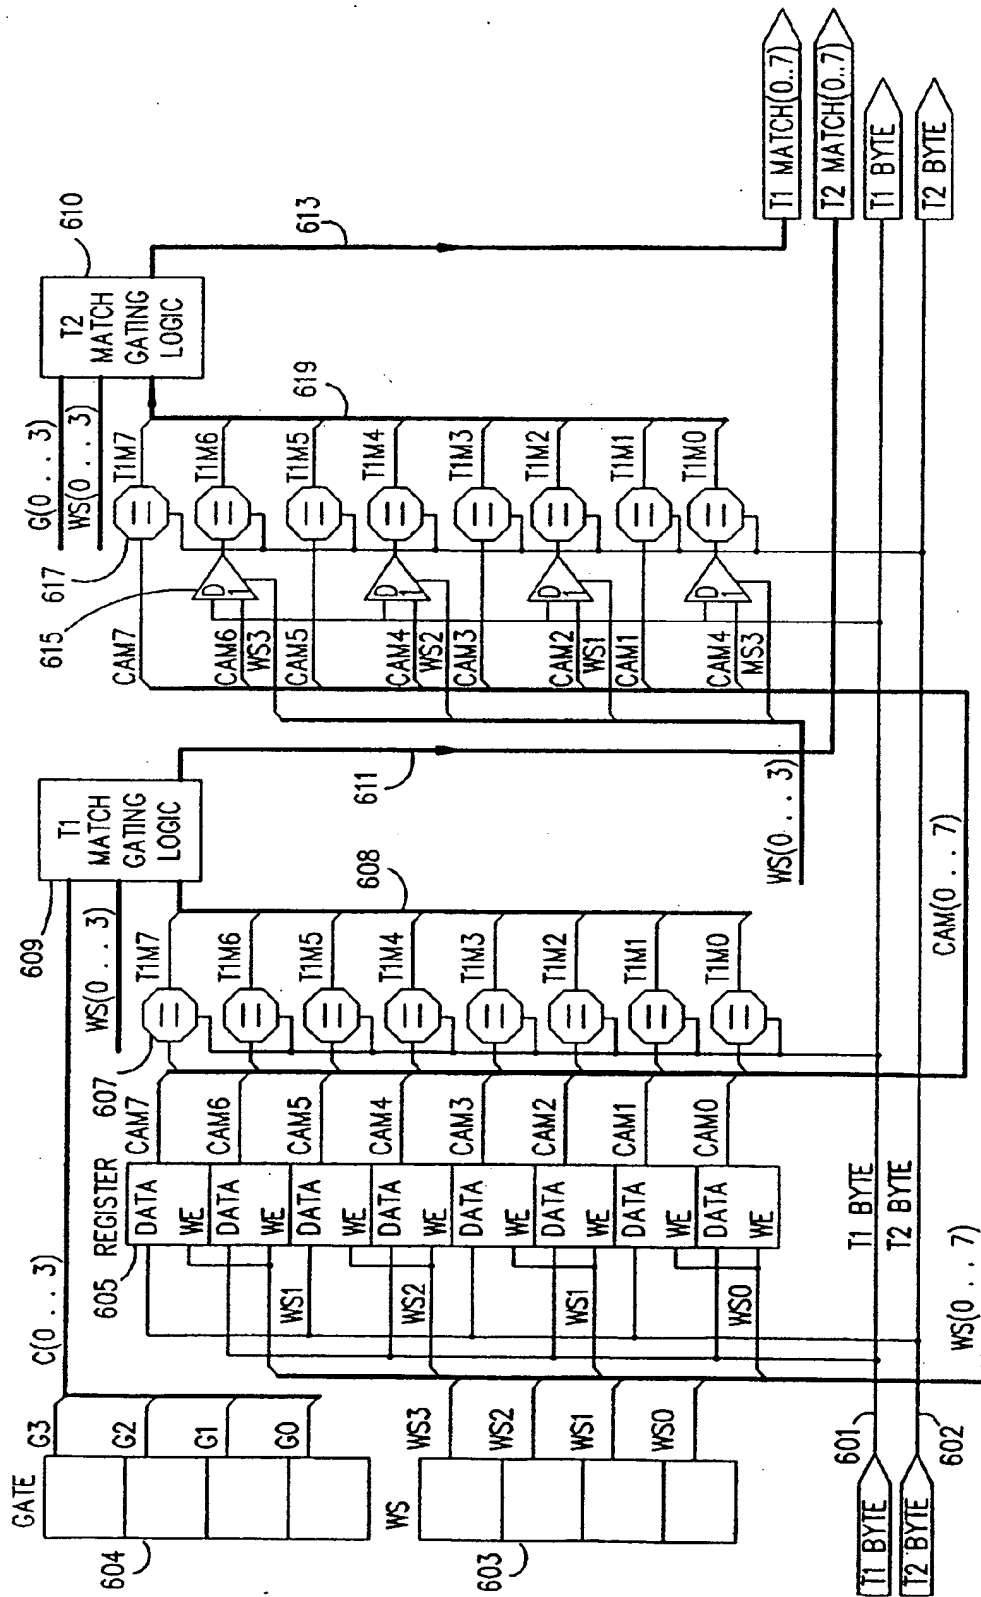 GATE
G3
G2
G1
G0
604
C(0 . . . 3)
WS
WS3
WS2
WS1
WS0
603
605 REGISTER
DATA
WE
DATA
WE
DATA
WE
DATA
WE
DATA
WE
DATA
WE
DATA
WE
DATA
WE
WS1
WS2
WS1
WS0
CAM7
CAM6
CAM5
CAM4
CAM3
CAM2
CAM1
CAM0
607
T1M7
T1M6
T1M5
T1M4
T1M3
T1M2
T1M1
T1M0
608
WS(0 . . . 3)
609
T1
MATCH
GATING
LOGIC
611
WS(0 . . . 3)
615
617
CAM7
CAM6
WS3
CAM5
CAM4
WS2
CAM3
CAM2
WS1
CAM1
CAM4
MS3
D
1
D
1
D
1
D
1
T1M7
T1M6
T1M5
T1M4
T1M3
T1M2
T1M1
T1M0
619
G(0 . . . 3)
WS(0 . . . 3)
T2
MATCH
GATING
LOGIC
610
613
T1 MATCH(0..7)
T2 MATCH(0..7)
T1 BYTE
T2 BYTE
T1 BYTE
T2 BYTE
601
602
T1 BYTE
T2 BYTE
WS(0 . . . 7)
CAM(0 . . 7)